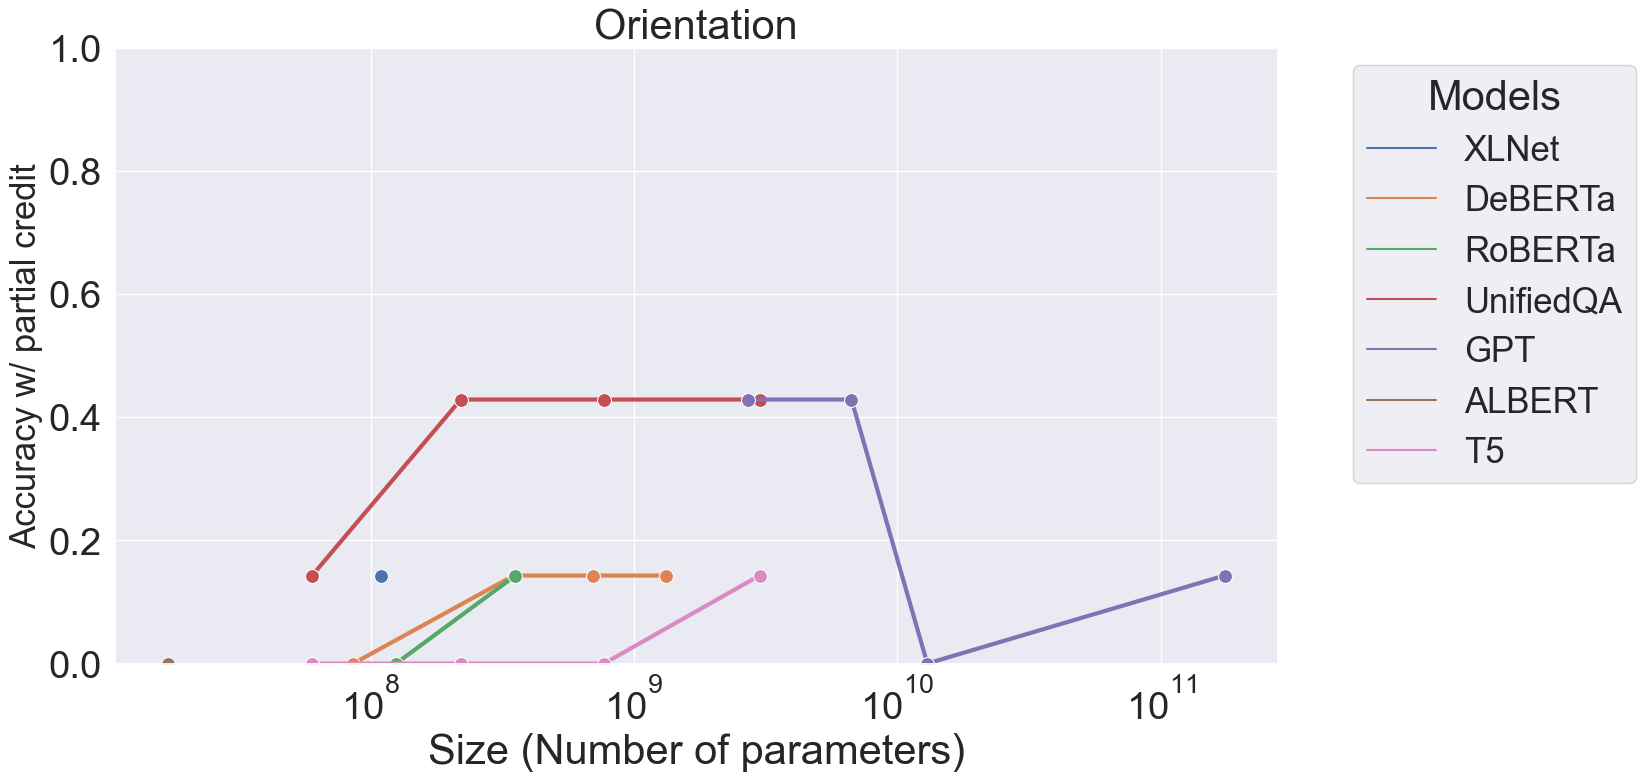 Orientation
1.0
0.8
0.6
0.4
0.2
0.0
Accuracy w/ partial credit
10^8
10^9
10^10
10^11
Size (Number of parameters)
Models
XLNet
DeBERTa
RoBERTa
UnifiedQA
GPT
ALBERT
T5